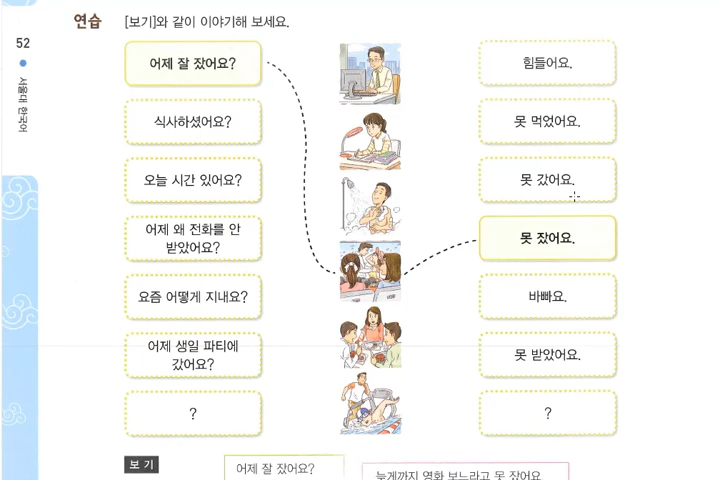 연습 [보기]와 같이 이야기해 보세요.
52
서울대 한국어
어제 잘 잤어요?
식사하셨어요?
오늘 시간 있어요?
어제 왜 전화를 안
받았어요?
요즘 어떻게 지내요?
어제 생일 파티에
갔어요?
?
힘들어요.
못 먹었어요.
못 갔어요.
못 잤어요.
바빠요.
못 받았어요.
?
보기
어제 잘 잤어요?
늦게까지 영화 보느라고 못 잤어요